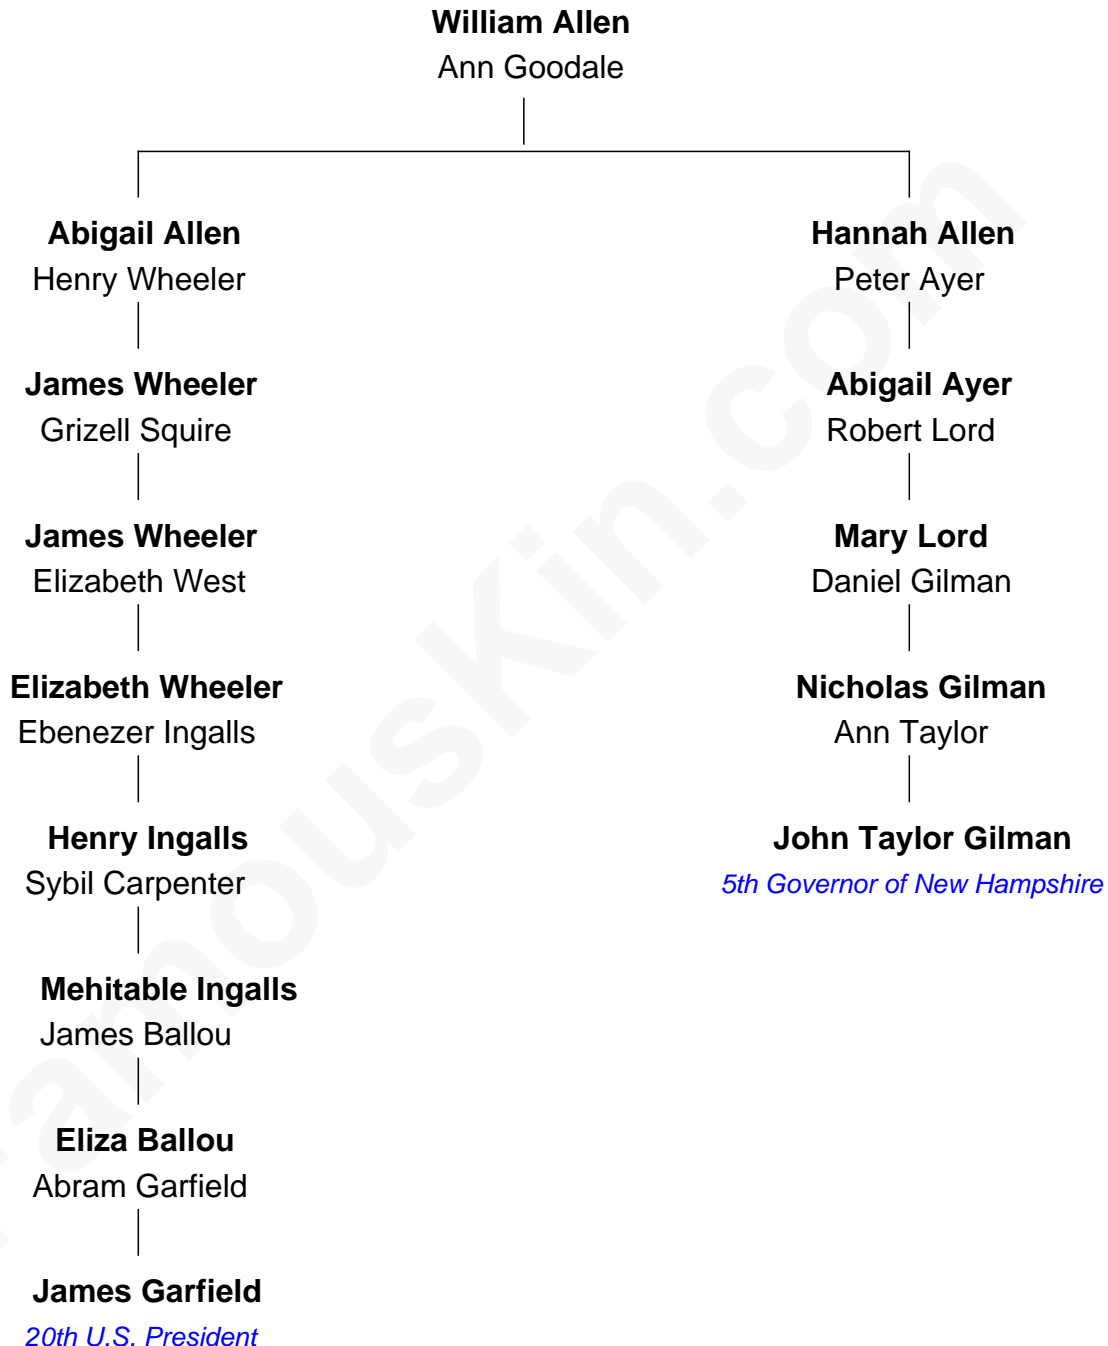 William Allen
Ann Goodale
Abigail Allen
Henry Wheeler
Hannah Allen
Peter Ayer
James Wheeler
Grizell Squire
Abigail Ayer
Robert Lord
James Wheeler
Elizabeth West
Mary Lord
Daniel Gilman
Elizabeth Wheeler
Ebenezer Ingalls
Nicholas Gilman
Ann Taylor
Henry Ingalls
Sybil Carpenter
John Taylor Gilman
5th Governor of New Hampshire
Mehitable Ingalls
James Ballou
Eliza Ballou
Abram Garfield
James Garfield
20th U.S. President
FamousKin.com